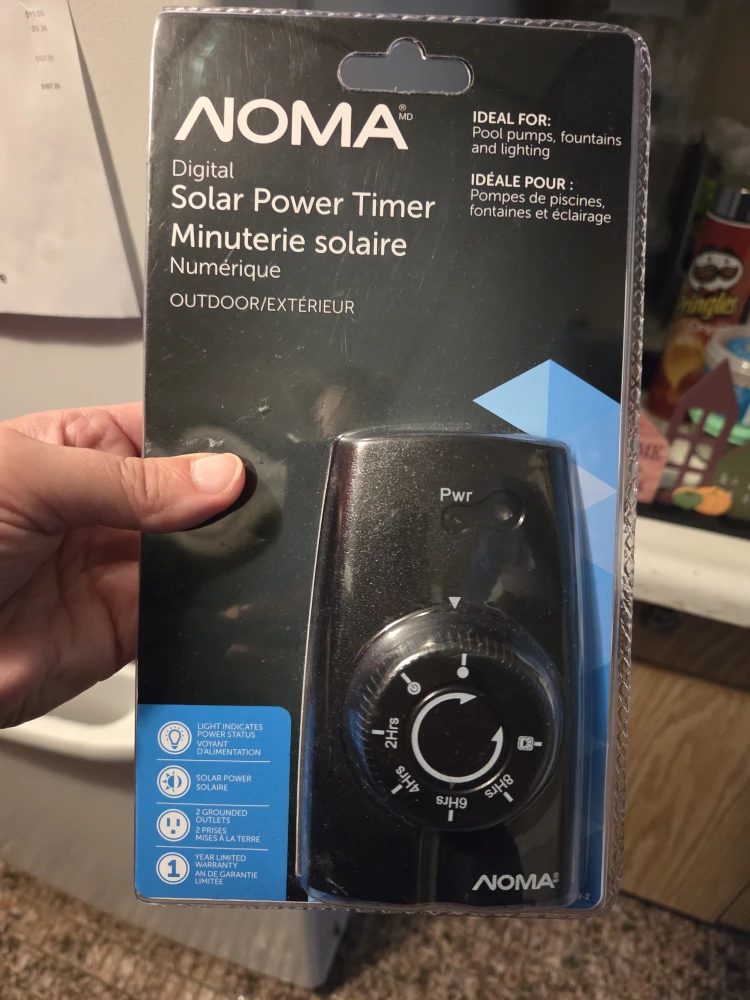 NOMA® MD
IDEAL FOR:
Pool pumps, fountains
and lighting
IDÉALE POUR :
Pompes de piscines,
fontaines et éclairage
Digital
Solar Power Timer
Minuterie solaire
Numérique
OUTDOOR/EXTÉRIEUR
Pringles
Pwr
2Hrs
4Hrs
6Hrs
8Hrs
LIGHT INDICATES
POWER STATUS
VOYANT
D'ALIMENTATION
SOLAR POWER
SOLAIRE
2 GROUNDED
OUTLETS
2 PRISES
MISES À LA TERRE
1
YEAR LIMITED
WARRANTY
AN DE GARANTIE
LIMITÉE
NOMA®